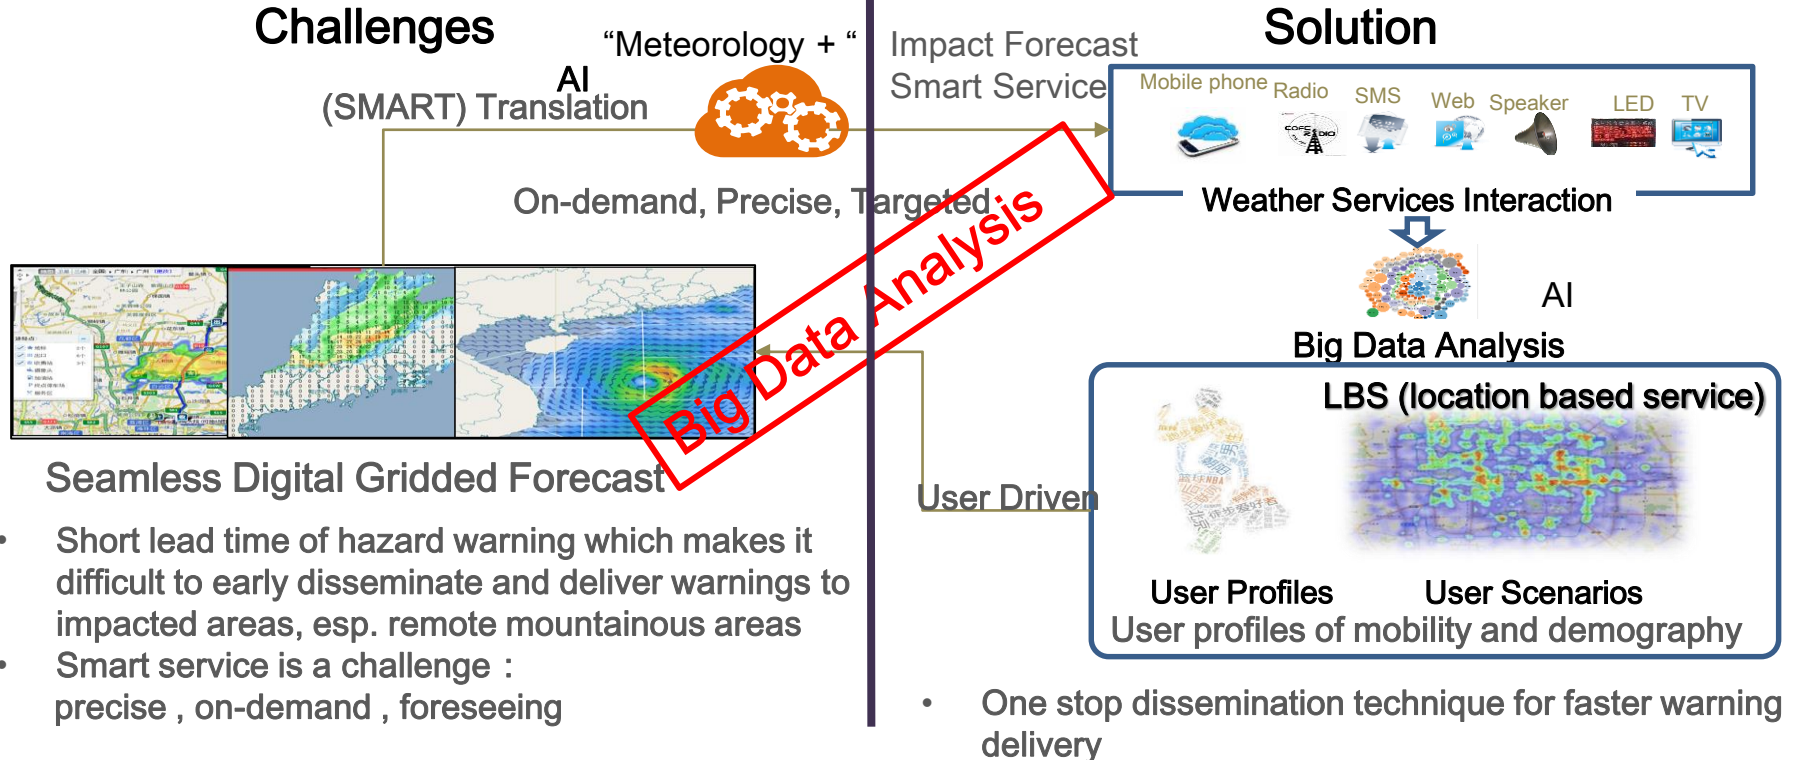 Challenges
“Meteorology + “
AI
(SMART) Translation
On-demand, Precise, Targeted
Seamless Digital Gridded Forecast
• Short lead time of hazard warning which makes it
difficult to early disseminate and deliver warnings to
impacted areas, esp. remote mountainous areas
• Smart service is a challenge：
precise , on-demand , foreseeing
Big Data Analysis
Solution
Impact Forecast
Smart Service
Mobile phone
Radio
SMS
Web
Speaker
LED
TV
Weather Services Interaction
AI
Big Data Analysis
LBS (location based service)
User Driven
User Profiles
User Scenarios
User profiles of mobility and demography
• One stop dissemination technique for faster warning
delivery